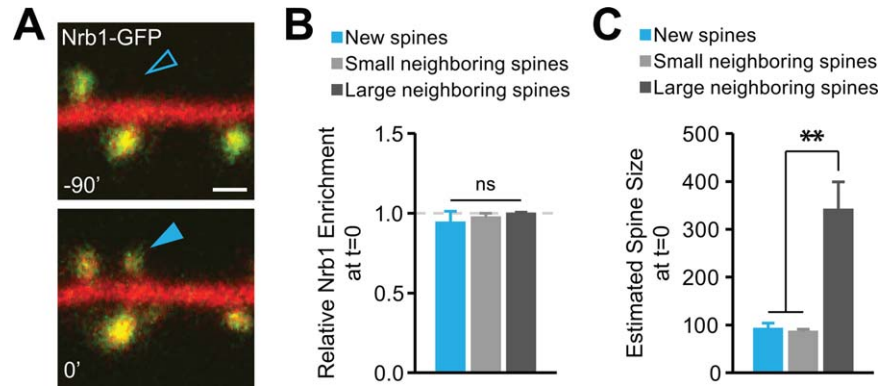 A
Nrb1-GFP
-90’
0’
B
New spines
Small neighboring spines
Large neighboring spines
Relative Nrb1 Enrichment
at t=0
1.5
1.0
0.5
0.0
ns
C
New spines
Small neighboring spines
Large neighboring spines
Estimated Spine Size
at t=0
500
400
300
200
100
0
**